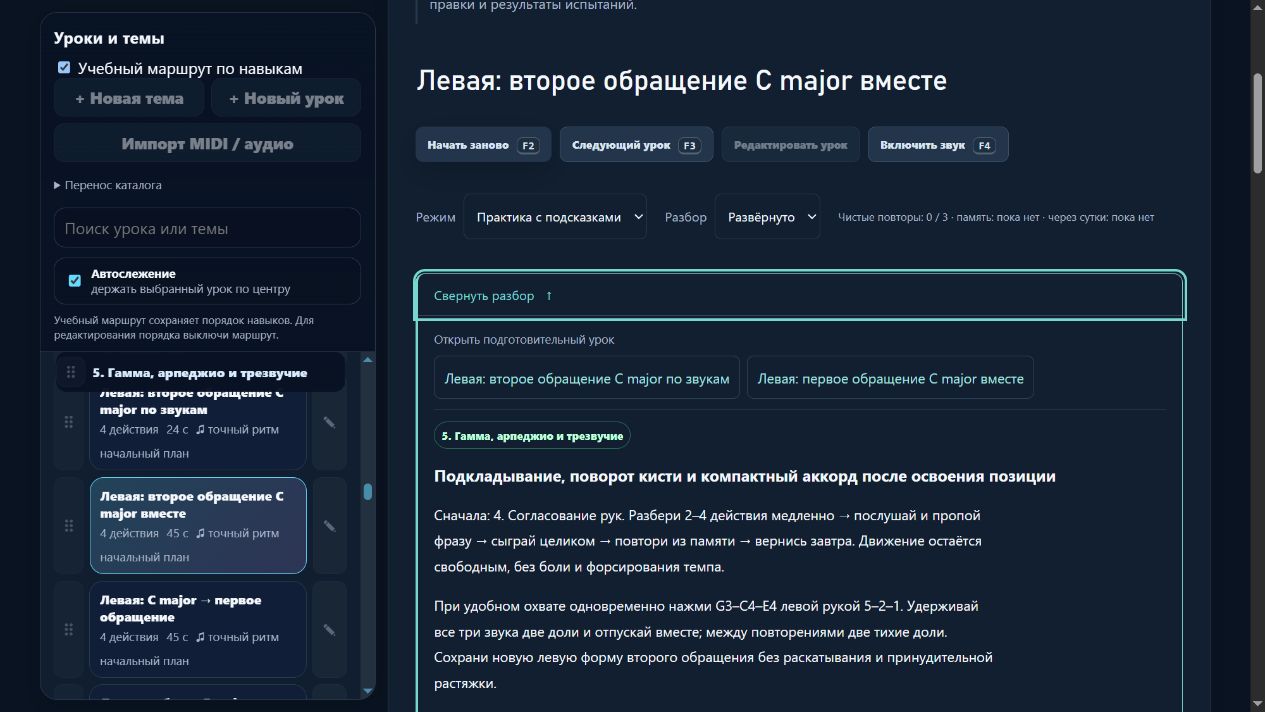 правки и результаты испытаний.
Уроки и темы
Учебный маршрут по навыкам
+ Новая тема
+ Новый урок
Импорт MIDI / аудио
Перенос каталога
Поиск урока или темы
Автослежение
держать выбранный урок по центру
Учебный маршрут сохраняет порядок навыков. Для
редактирования порядка выключи маршрут.
5. Гамма, арпеджио и трезвучие
Левая: второе обращение C
major по звукам
4 действия 24 с ♫ точный ритм
начальный план
Левая: второе обращение C
major вместе
4 действия 45 с ♫ точный ритм
начальный план
Левая: C major → первое
обращение
4 действия 45 с ♫ точный ритм
начальный план
Левая: второе обращение C major вместе
Начать заново F2
Следующий урок F3
Редактировать урок
Включить звук F4
Режим
Практика с подсказками
Разбор
Развёрнуто
Чистые повторы: 0 / 3 · память: пока нет · через сутки: пока нет
Свернуть разбор ↑
Открыть подготовительный урок
Левая: второе обращение C major по звукам
Левая: первое обращение C major вместе
5. Гамма, арпеджио и трезвучие
Подкладывание, поворот кисти и компактный аккорд после освоения позиции
Сначала: 4. Согласование рук. Разбери 2–4 действия медленно → послушай и пропой
фразу → сыграй целиком → повтори из памяти → вернись завтра. Движение остаётся
свободным, без боли и форсирования темпа.
При удобном охвате одновременно нажми G3–C4–E4 левой рукой 5–2–1. Удерживай
все три звука две доли и отпускай вместе; между повторениями две тихие доли.
Сохрани новую левую форму второго обращения без раскатывания и принудительной
растяжки.